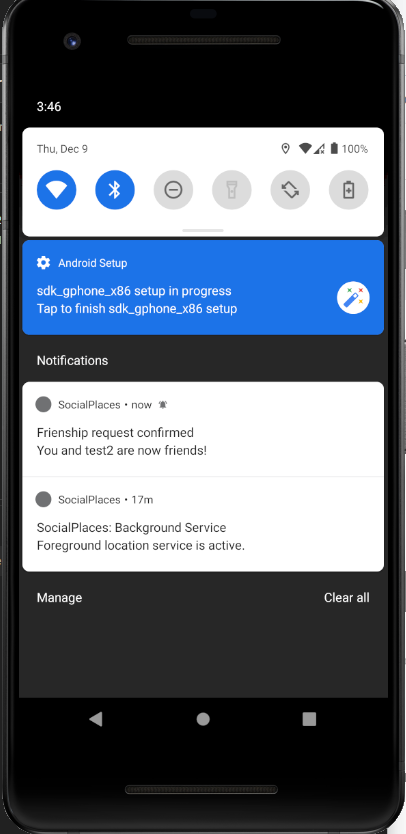 3:46
Thu, Dec 9 100%
Android Setup
sdk_gphone_x86 setup in progress
Tap to finish sdk_gphone_x86 setup
Notifications
SocialPlaces • now
Frienship request confirmed
You and test2 are now friends!
SocialPlaces • 17m
SocialPlaces: Background Service
Foreground location service is active.
Manage Clear all